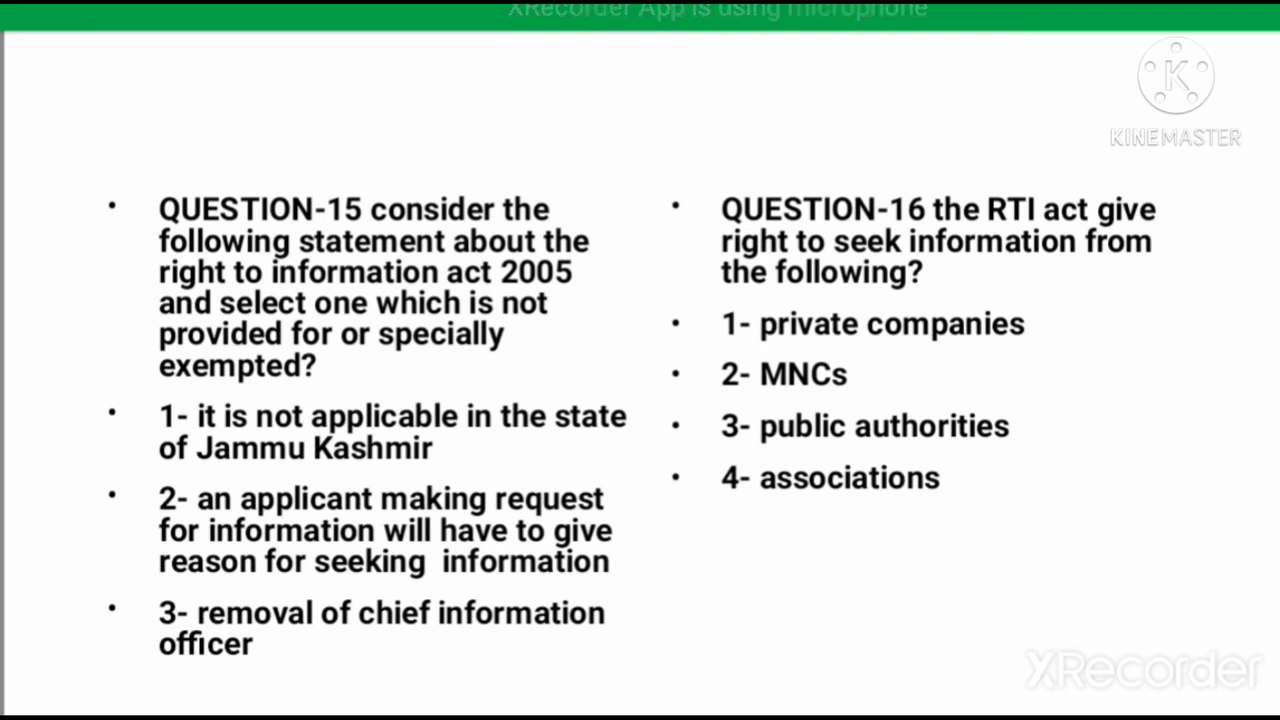 XRecorder App is using microphone
KINEMASTER
• QUESTION-15 consider the
following statement about the
right to information act 2005
and select one which is not
provided for or specially
exempted?
• 1- it is not applicable in the state
of Jammu Kashmir
• 2- an applicant making request
for information will have to give
reason for seeking information
• 3- removal of chief information
officer
• QUESTION-16 the RTI act give
right to seek information from
the following?
• 1- private companies
• 2- MNCs
• 3- public authorities
• 4- associations
XRecorder